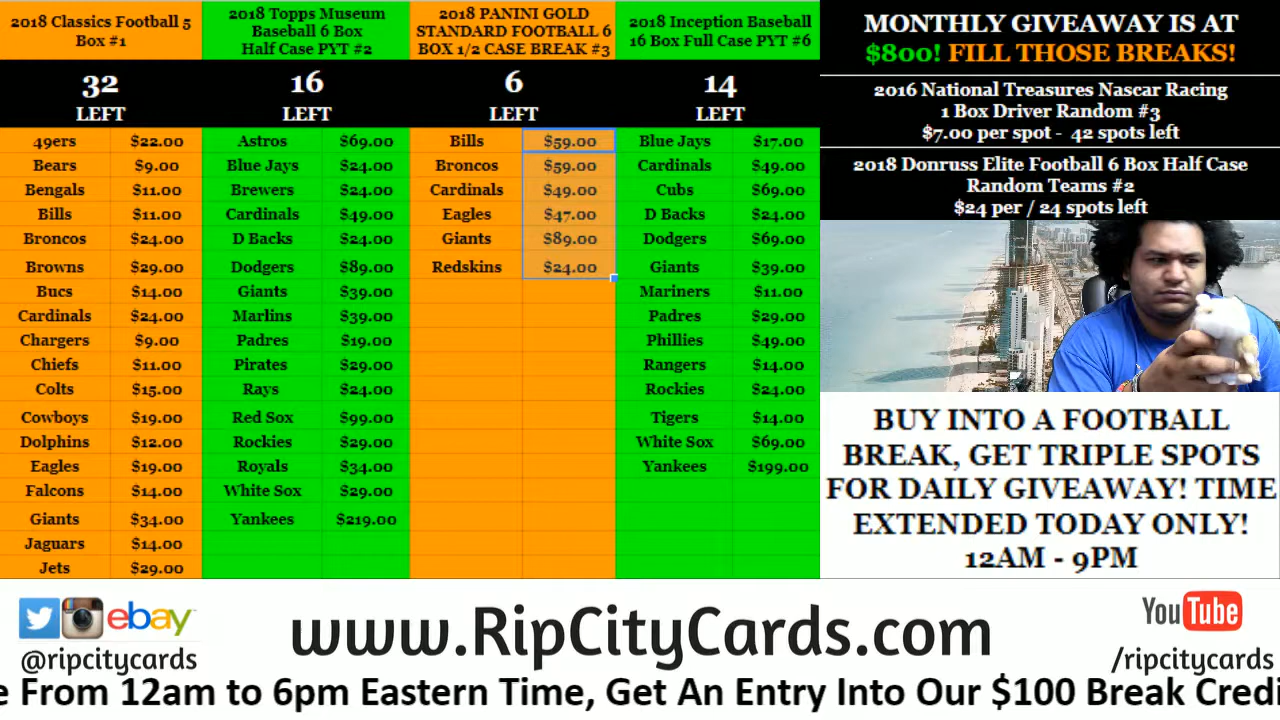 2018 Classics Football 5
Box #1
32
LEFT
49ers $22.00
Bears $9.00
Bengals $11.00
Bills $11.00
Broncos $24.00
Browns $29.00
Bucs $14.00
Cardinals $24.00
Chargers $9.00
Chiefs $11.00
Colts $15.00
Cowboys $19.00
Dolphins $12.00
Eagles $19.00
Falcons $14.00
Giants $34.00
Jaguars $14.00
Jets $29.00
2018 Topps Museum
Baseball 6 Box
Half Case PYT #2
16
LEFT
Astros $69.00
Blue Jays $24.00
Brewers $24.00
Cardinals $49.00
D Backs $24.00
Dodgers $89.00
Giants $39.00
Marlins $39.00
Padres $19.00
Pirates $29.00
Rays $24.00
Red Sox $99.00
Rockies $29.00
Royals $34.00
White Sox $29.00
Yankees $219.00
2018 PANINI GOLD
STANDARD FOOTBALL 6
BOX 1/2 CASE BREAK #3
6
LEFT
Bills $59.00
Broncos $59.00
Cardinals $49.00
Eagles $47.00
Giants $89.00
Redskins $24.00
2018 Inception Baseball
16 Box Full Case PYT #6
14
LEFT
Blue Jays $17.00
Cardinals $49.00
Cubs $69.00
D Backs $24.00
Dodgers $69.00
Giants $39.00
Mariners $11.00
Padres $29.00
Phillies $49.00
Rangers $14.00
Rockies $24.00
Tigers $14.00
White Sox $69.00
Yankees $199.00
MONTHLY GIVEAWAY IS AT
$800! FILL THOSE BREAKS!
2016 National Treasures Nascar Racing
1 Box Driver Random #3
$7.00 per spot - 42 spots left
2018 Donruss Elite Football 6 Box Half Case
Random Teams #2
$24 per / 24 spots left
BUY INTO A FOOTBALL
BREAK, GET TRIPLE SPOTS
FOR DAILY GIVEAWAY! TIME
EXTENDED TODAY ONLY!
12AM - 9PM
ebay
@ripcitycards
www.RipCityCards.com
YouTube
/ripcitycards
e From 12am to 6pm Eastern Time, Get An Entry Into Our $100 Break Credi